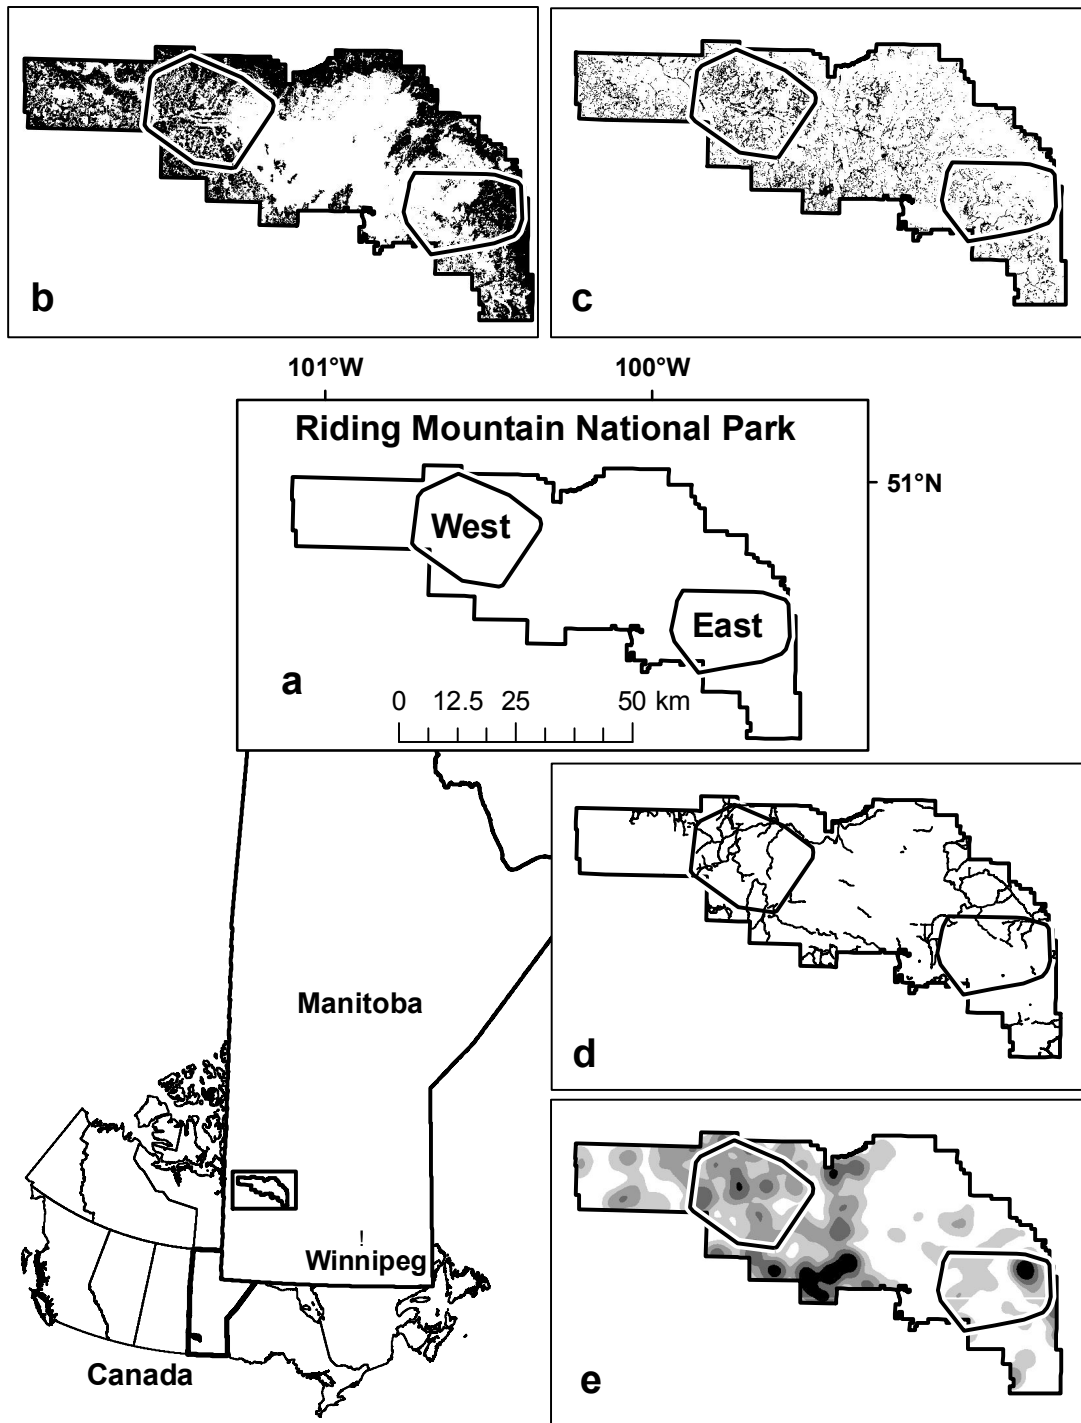 b
c
101°W 100°W
Riding Mountain National Park
51°N
West
East
a
0 12.5 25 50 km
Manitoba
d
Winnipeg
Canada
e